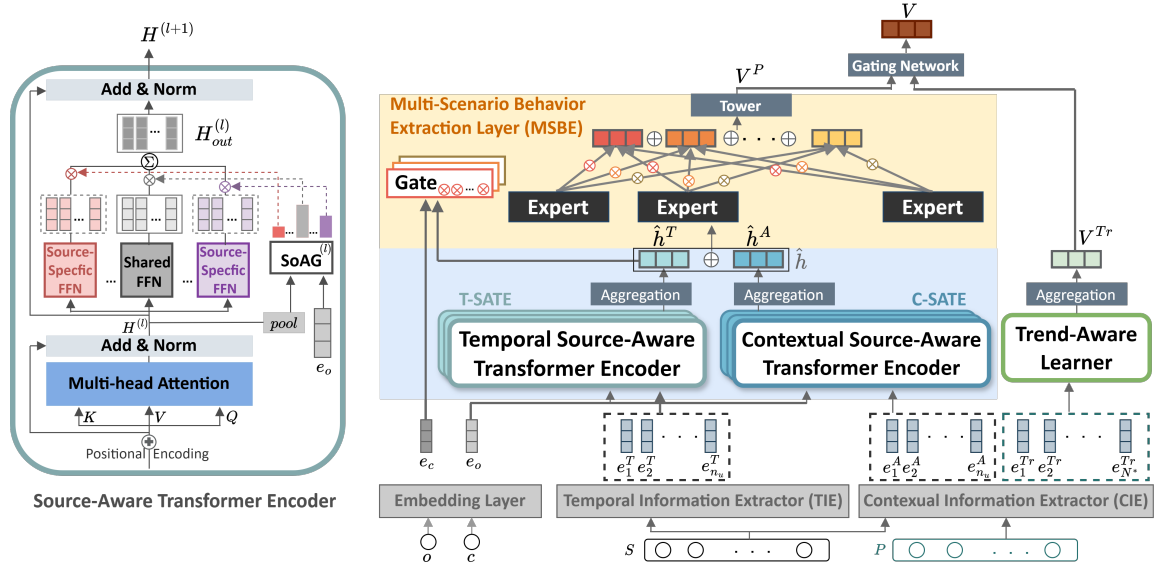 H^{(l+1)}
Add & Norm
H_{out}^{(l)}
...
Σ
...
...
...
Source-
Specfic
FFN
...
Shared
FFN
...
Source-
Specfic
FFN
...
...
SoAG^{(l)}
H^{(l)}
pool
e_o
Add & Norm
Multi-head Attention
K
V
Q
Positional Encoding
Source-Aware Transformer Encoder
V
Gating Network
V^P
Tower
Multi-Scenario Behavior
Extraction Layer (MSBE)
...
Gate
...
Expert
Expert
Expert
ĥ^T
ĥ^A
ĥ
V^{Tr}
Aggregation
Aggregation
Aggregation
T-SATE
C-SATE
Temporal Source-Aware
Transformer Encoder
Contextual Source-Aware
Transformer Encoder
Trend-Aware
Learner
e_c
e_o
e_1^T e_2^T ... e_{n_u}^T
e_1^A e_2^A ... e_{n_u}^A
e_1^{Tr} e_2^{Tr} ... e_{N^*}^{Tr}
Embedding Layer
Temporal Information Extractor (TIE)
Contexual Information Extractor (CIE)
o
c
S
...
P
...